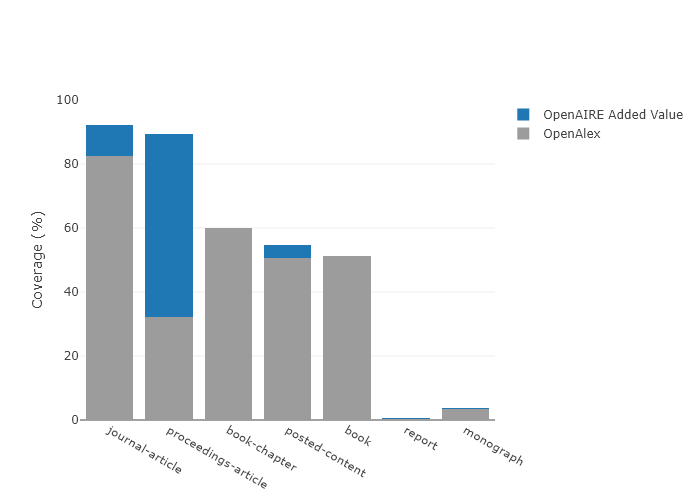 100
80
60
40
20
0
Coverage (%)
journal-article
proceedings-article
book-chapter
posted-content
book
report
monograph
OpenAIRE Added Value
OpenAlex